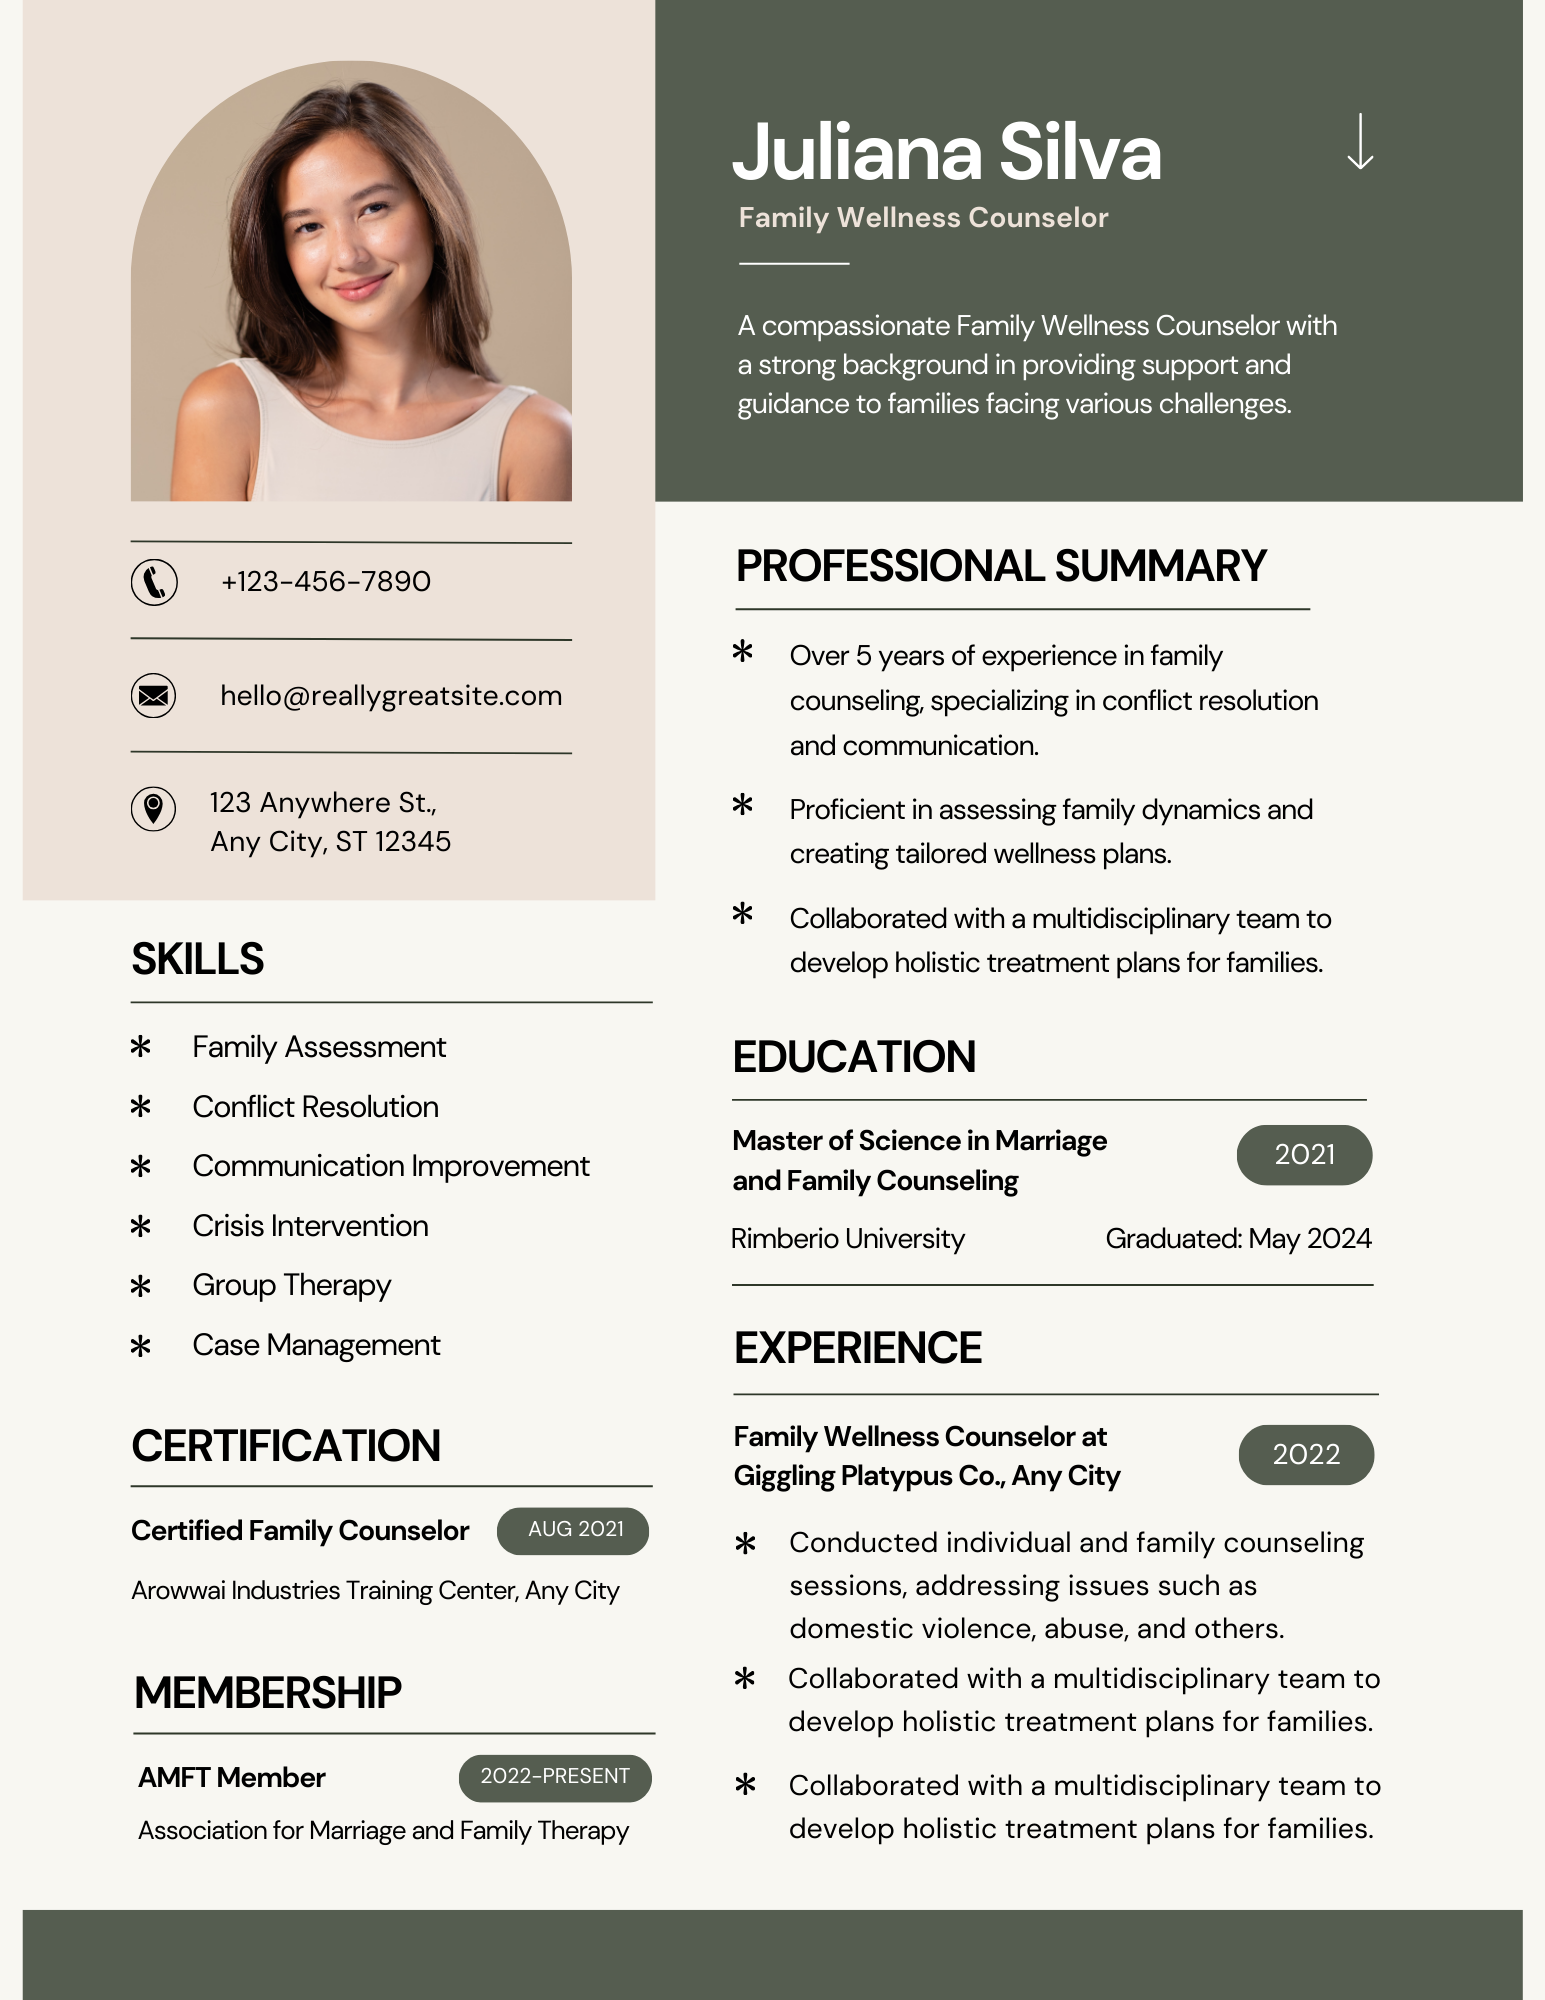 Juliana Silva
Family Wellness Counselor
A compassionate Family Wellness Counselor with
a strong background in providing support and
guidance to families facing various challenges.
+123-456-7890
hello@reallygreatsite.com
123 Anywhere St.,
Any City, ST 12345
SKILLS
* Family Assessment
* Conflict Resolution
* Communication Improvement
* Crisis Intervention
* Group Therapy
* Case Management
CERTIFICATION
Certified Family Counselor AUG 2021
Arowwai Industries Training Center, Any City
MEMBERSHIP
AMFT Member 2022-PRESENT
Association for Marriage and Family Therapy
PROFESSIONAL SUMMARY
* Over 5 years of experience in family
counseling, specializing in conflict resolution
and communication.
* Proficient in assessing family dynamics and
creating tailored wellness plans.
* Collaborated with a multidisciplinary team to
develop holistic treatment plans for families.
EDUCATION
Master of Science in Marriage 2021
and Family Counseling
Rimberio University Graduated: May 2024
EXPERIENCE
Family Wellness Counselor at 2022
Giggling Platypus Co., Any City
* Conducted individual and family counseling
sessions, addressing issues such as
domestic violence, abuse, and others.
* Collaborated with a multidisciplinary team to
develop holistic treatment plans for families.
* Collaborated with a multidisciplinary team to
develop holistic treatment plans for families.